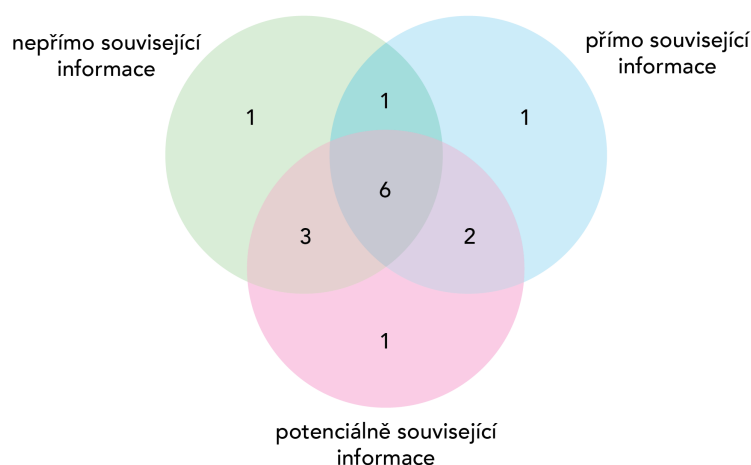 nepřímo související
informace
přímo související
informace
1
1
1
6
3
2
1
potenciálně související
informace